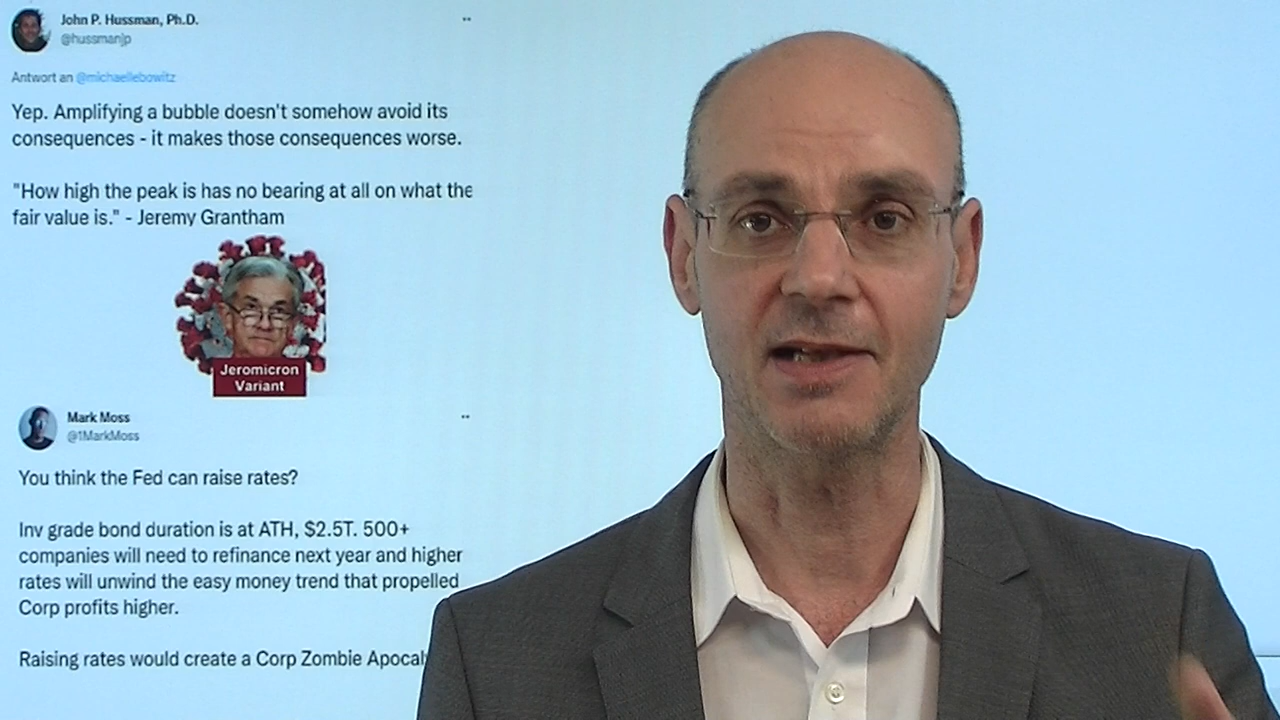 John P. Hussman, Ph.D.
@hussmanjp
Antwort an @michaellebowitz
Yep. Amplifying a bubble doesn't somehow avoid its
consequences - it makes those consequences worse.
"How high the peak is has no bearing at all on what the
fair value is." - Jeremy Grantham
Jeromicron
Variant
Mark Moss
@1MarkMoss
You think the Fed can raise rates?
Inv grade bond duration is at ATH, $2.5T. 500+
companies will need to refinance next year and higher
rates will unwind the easy money trend that propelled
Corp profits higher.
Raising rates would create a Corp Zombie Apocal